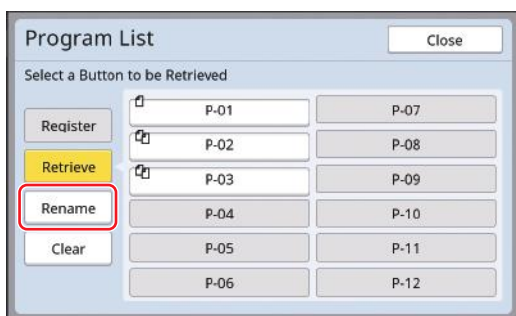 Program List
Close
Select a Button to be Retrieved
Register
Retrieve
Rename
Clear
P-01
P-02
P-03
P-04
P-05
P-06
P-07
P-08
P-09
P-10
P-11
P-12